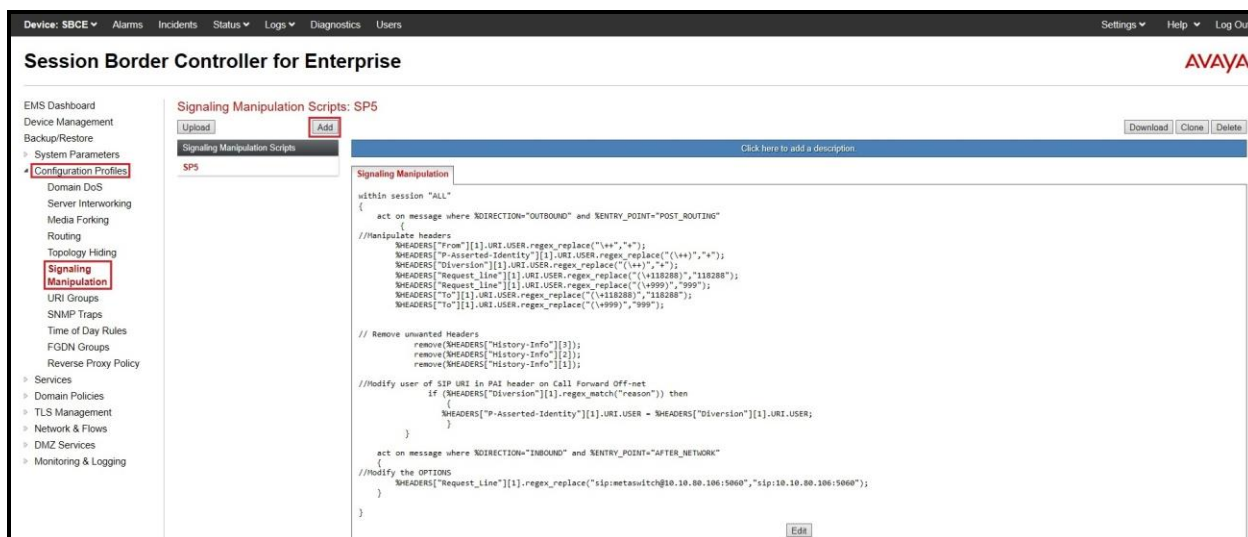 Device: SBCE Alarms Incidents Status Logs Diagnostics Users Settings Help Log Out
Session Border Controller for Enterprise
AVAYA
EMS Dashboard
Device Management
Backup/Restore
System Parameters
Configuration Profiles
Domain DoS
Server Interworking
Media Forking
Routing
Topology Hiding
Signaling
Manipulation
URI Groups
SNMP Traps
Time of Day Rules
FGDN Groups
Reverse Proxy Policy
Services
Domain Policies
TLS Management
Network & Flows
DMZ Services
Monitoring & Logging
Signaling Manipulation Scripts: SP5
Upload Add Download Clone Delete
Signaling Manipulation Scripts
SP5
Click here to add a description.
Signaling Manipulation
within session "ALL"
{
act on message where %DIRECTION="OUTBOUND" and %ENTRY_POINT="POST_ROUTING"
{
//Manipulate headers
%HEADERS["From"][1].URI.USER.regex_replace("\++","+");
%HEADERS["P-Asserted-Identity"][1].URI.USER.regex_replace("(\++)","+");
%HEADERS["Diversion"][1].URI.USER.regex_replace("(\++)","+");
%HEADERS["Request_line"][1].URI.USER.regex_replace("(\+118288)","118288");
%HEADERS["Request_line"][1].URI.USER.regex_replace("(\+999)","999");
%HEADERS["To"][1].URI.USER.regex_replace("(\+118288)","118288");
%HEADERS["To"][1].URI.USER.regex_replace("(\+999)","999");
// Remove unwanted Headers
remove(%HEADERS["History-Info"][3]);
remove(%HEADERS["History-Info"][2]);
remove(%HEADERS["History-Info"][1]);
//Modify user of SIP URI in PAI header on Call Forward Off-net
if (%HEADERS["Diversion"][1].regex_match("reason")) then
{
%HEADERS["P-Asserted-Identity"][1].URI.USER = %HEADERS["Diversion"][1].URI.USER;
}
}
act on message where %DIRECTION="INBOUND" and %ENTRY_POINT="AFTER_NETWORK"
{
//Modify the OPTIONS
%HEADERS["Request_Line"][1].regex_replace("sip:metaswitch@10.10.80.106:5060","sip:10.10.80.106:5060");
}
}
Edit